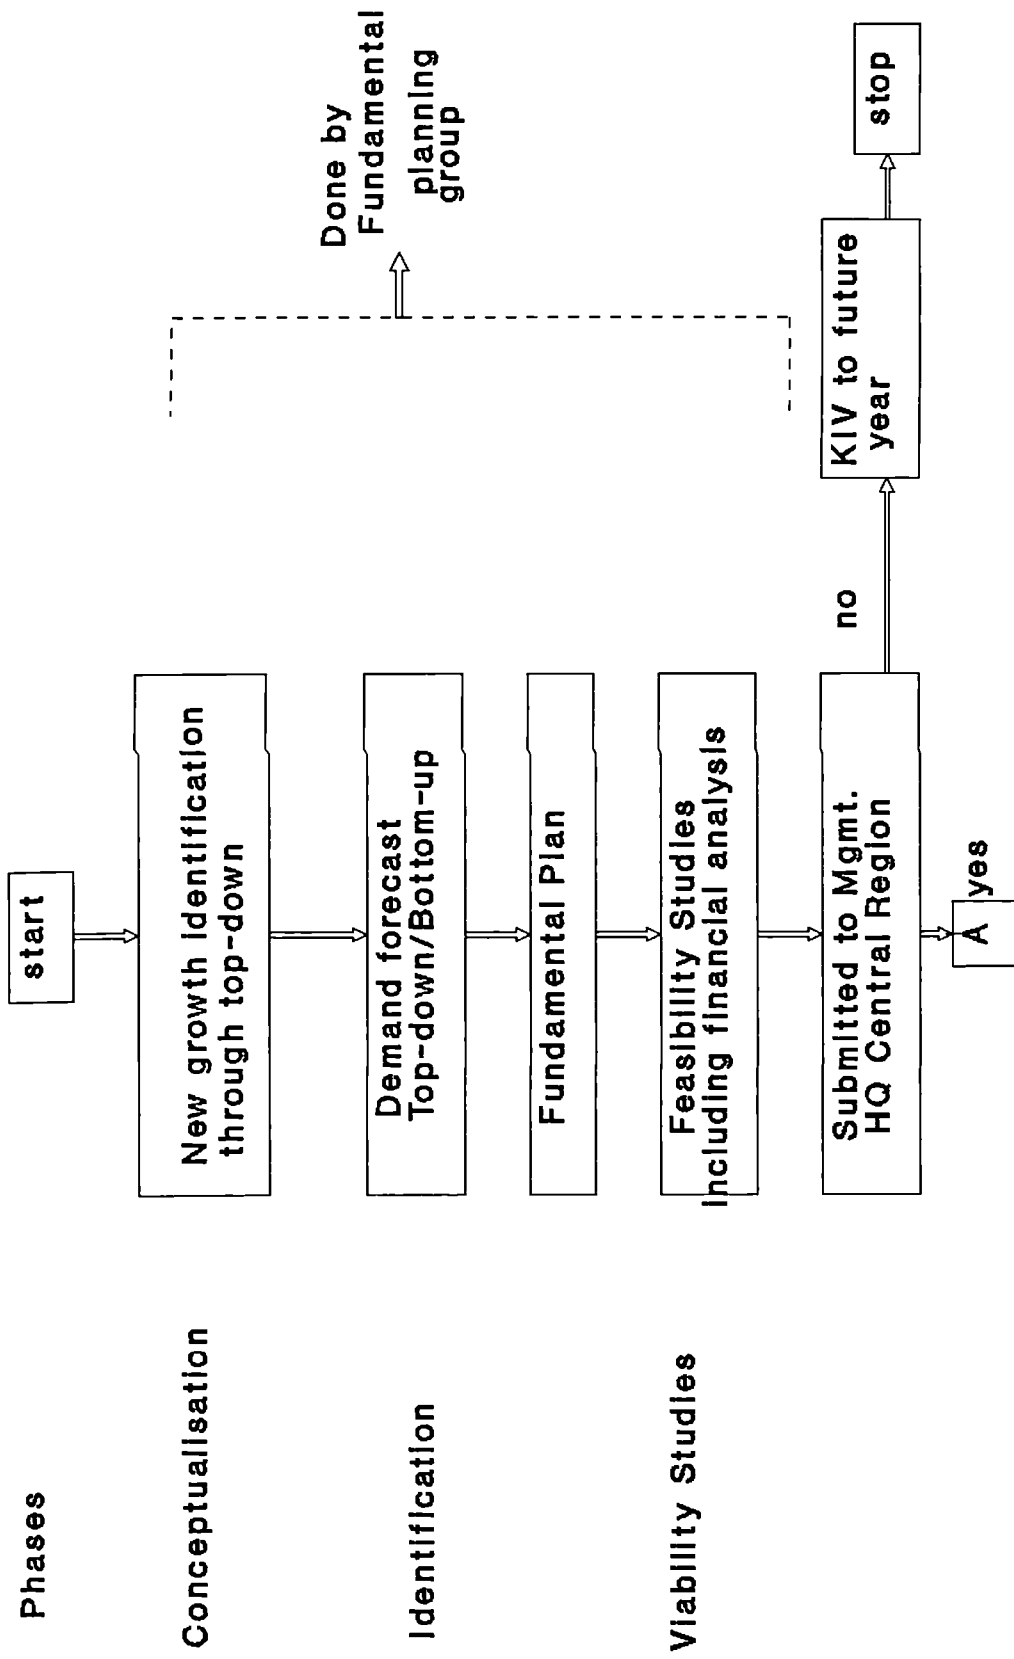 Phases
start
Conceptualisation
New growth identification
through top-down
Done by
Fundamental
planning
group
Identification
Demand forecast
Top-down/Bottom-up
Fundamental Plan
Viability Studies
Feasibility Studies
including financial analysis
Submitted to Mgmt.
HQ Central Region
no
KIV to future
year
stop
A
yes